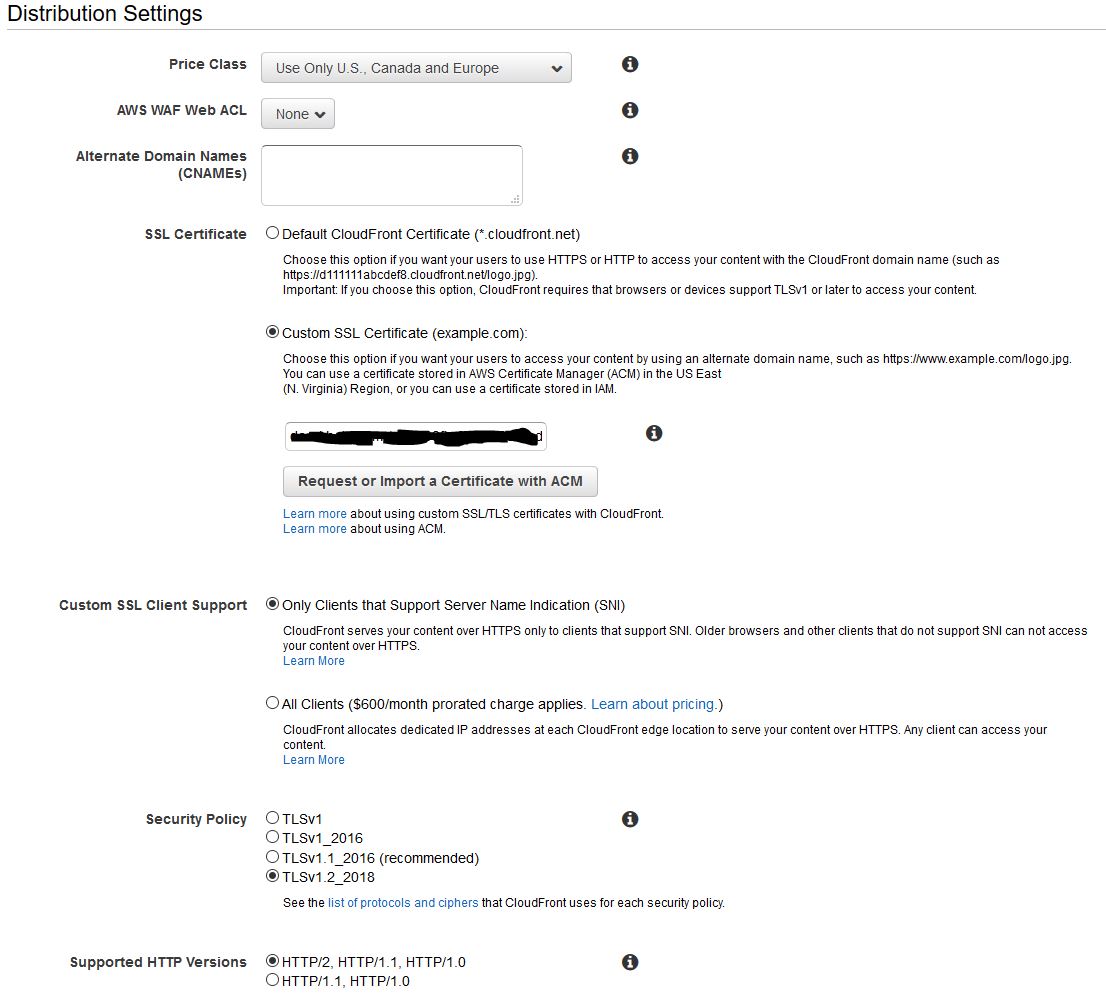 Distribution Settings
Price Class
Use Only U.S., Canada and Europe
AWS WAF Web ACL
None
Alternate Domain Names
(CNAMEs)
SSL Certificate
Default CloudFront Certificate (*.cloudfront.net)
Choose this option if you want your users to use HTTPS or HTTP to access your content with the CloudFront domain name (such as
https://d111111abcdef8.cloudfront.net/logo.jpg).
Important: If you choose this option, CloudFront requires that browsers or devices support TLSv1 or later to access your content.
Custom SSL Certificate (example.com):
Choose this option if you want your users to access your content by using an alternate domain name, such as https://www.example.com/logo.jpg.
You can use a certificate stored in AWS Certificate Manager (ACM) in the US East
(N. Virginia) Region, or you can use a certificate stored in IAM.
Request or Import a Certificate with ACM
Learn more about using custom SSL/TLS certificates with CloudFront.
Learn more about using ACM.
Custom SSL Client Support
Only Clients that Support Server Name Indication (SNI)
CloudFront serves your content over HTTPS only to clients that support SNI. Older browsers and other clients that do not support SNI can not access
your content over HTTPS.
Learn More
All Clients ($600/month prorated charge applies. Learn about pricing.)
CloudFront allocates dedicated IP addresses at each CloudFront edge location to serve your content over HTTPS. Any client can access your
content.
Learn More
Security Policy
TLSv1
TLSv1_2016
TLSv1.1_2016 (recommended)
TLSv1.2_2018
See the list of protocols and ciphers that CloudFront uses for each security policy.
Supported HTTP Versions
HTTP/2, HTTP/1.1, HTTP/1.0
HTTP/1.1, HTTP/1.0